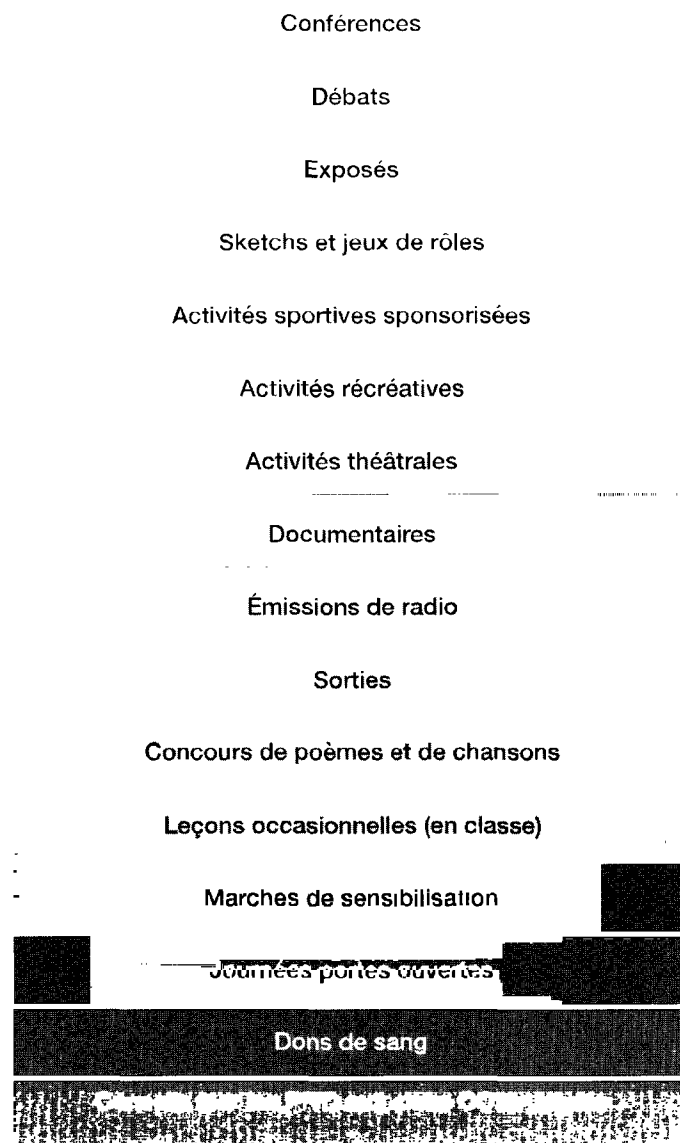 Conférences
Débats
Exposés
Sketchs et jeux de rôles
Activités sportives sponsorisées
Activités récréatives
Activités théâtrales
Documentaires
Émissions de radio
Sorties
Concours de poèmes et de chansons
Leçons occasionnelles (en classe)
Marches de sensibilisation
Journées portes ouvertes
Dons de sang